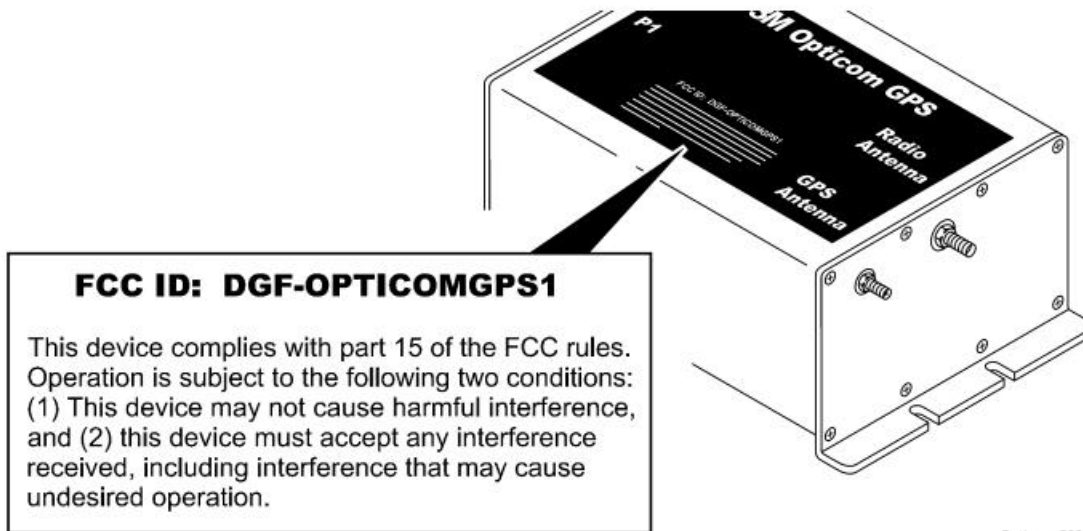 P1
3M Opticom GPS
FCC ID: DGF-OPTICOMGPS1
Radio
Antenna
GPS
Antenna
FCC ID: DGF-OPTICOMGPS1
This device complies with part 15 of the FCC rules.
Operation is subject to the following two conditions:
(1) This device may not cause harmful interference,
and (2) this device must accept any interference
received, including interference that may cause
undesired operation.